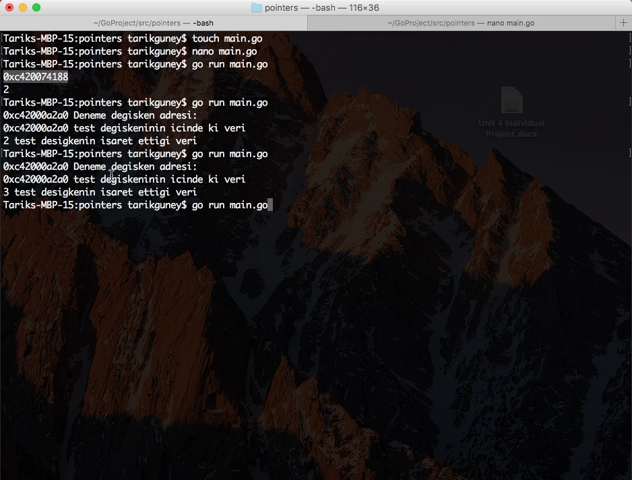 pointers — -bash — 116×36
~/GoProject/src/pointers — -bash
~/GoProject/src/pointers — nano main.go
Tariks-MBP-15:pointers tarikguney$ touch main.go
Tariks-MBP-15:pointers tarikguney$ nano main.go
Tariks-MBP-15:pointers tarikguney$ go run main.go
0xc420074188
2
Tariks-MBP-15:pointers tarikguney$ go run main.go
0xc42000a2a0 Deneme degisken adresi:
0xc42000a2a0 test degiskeninin icinde ki veri
2 test desigkenin isaret ettigi veri
Tariks-MBP-15:pointers tarikguney$ go run main.go
0xc42000a2a0 Deneme degisken adresi:
0xc42000a2a0 test degiskeninin icinde ki veri
3 test desigkenin isaret ettigi veri
Tariks-MBP-15:pointers tarikguney$ go run main.go
Unit 4 Individual
Project.docx